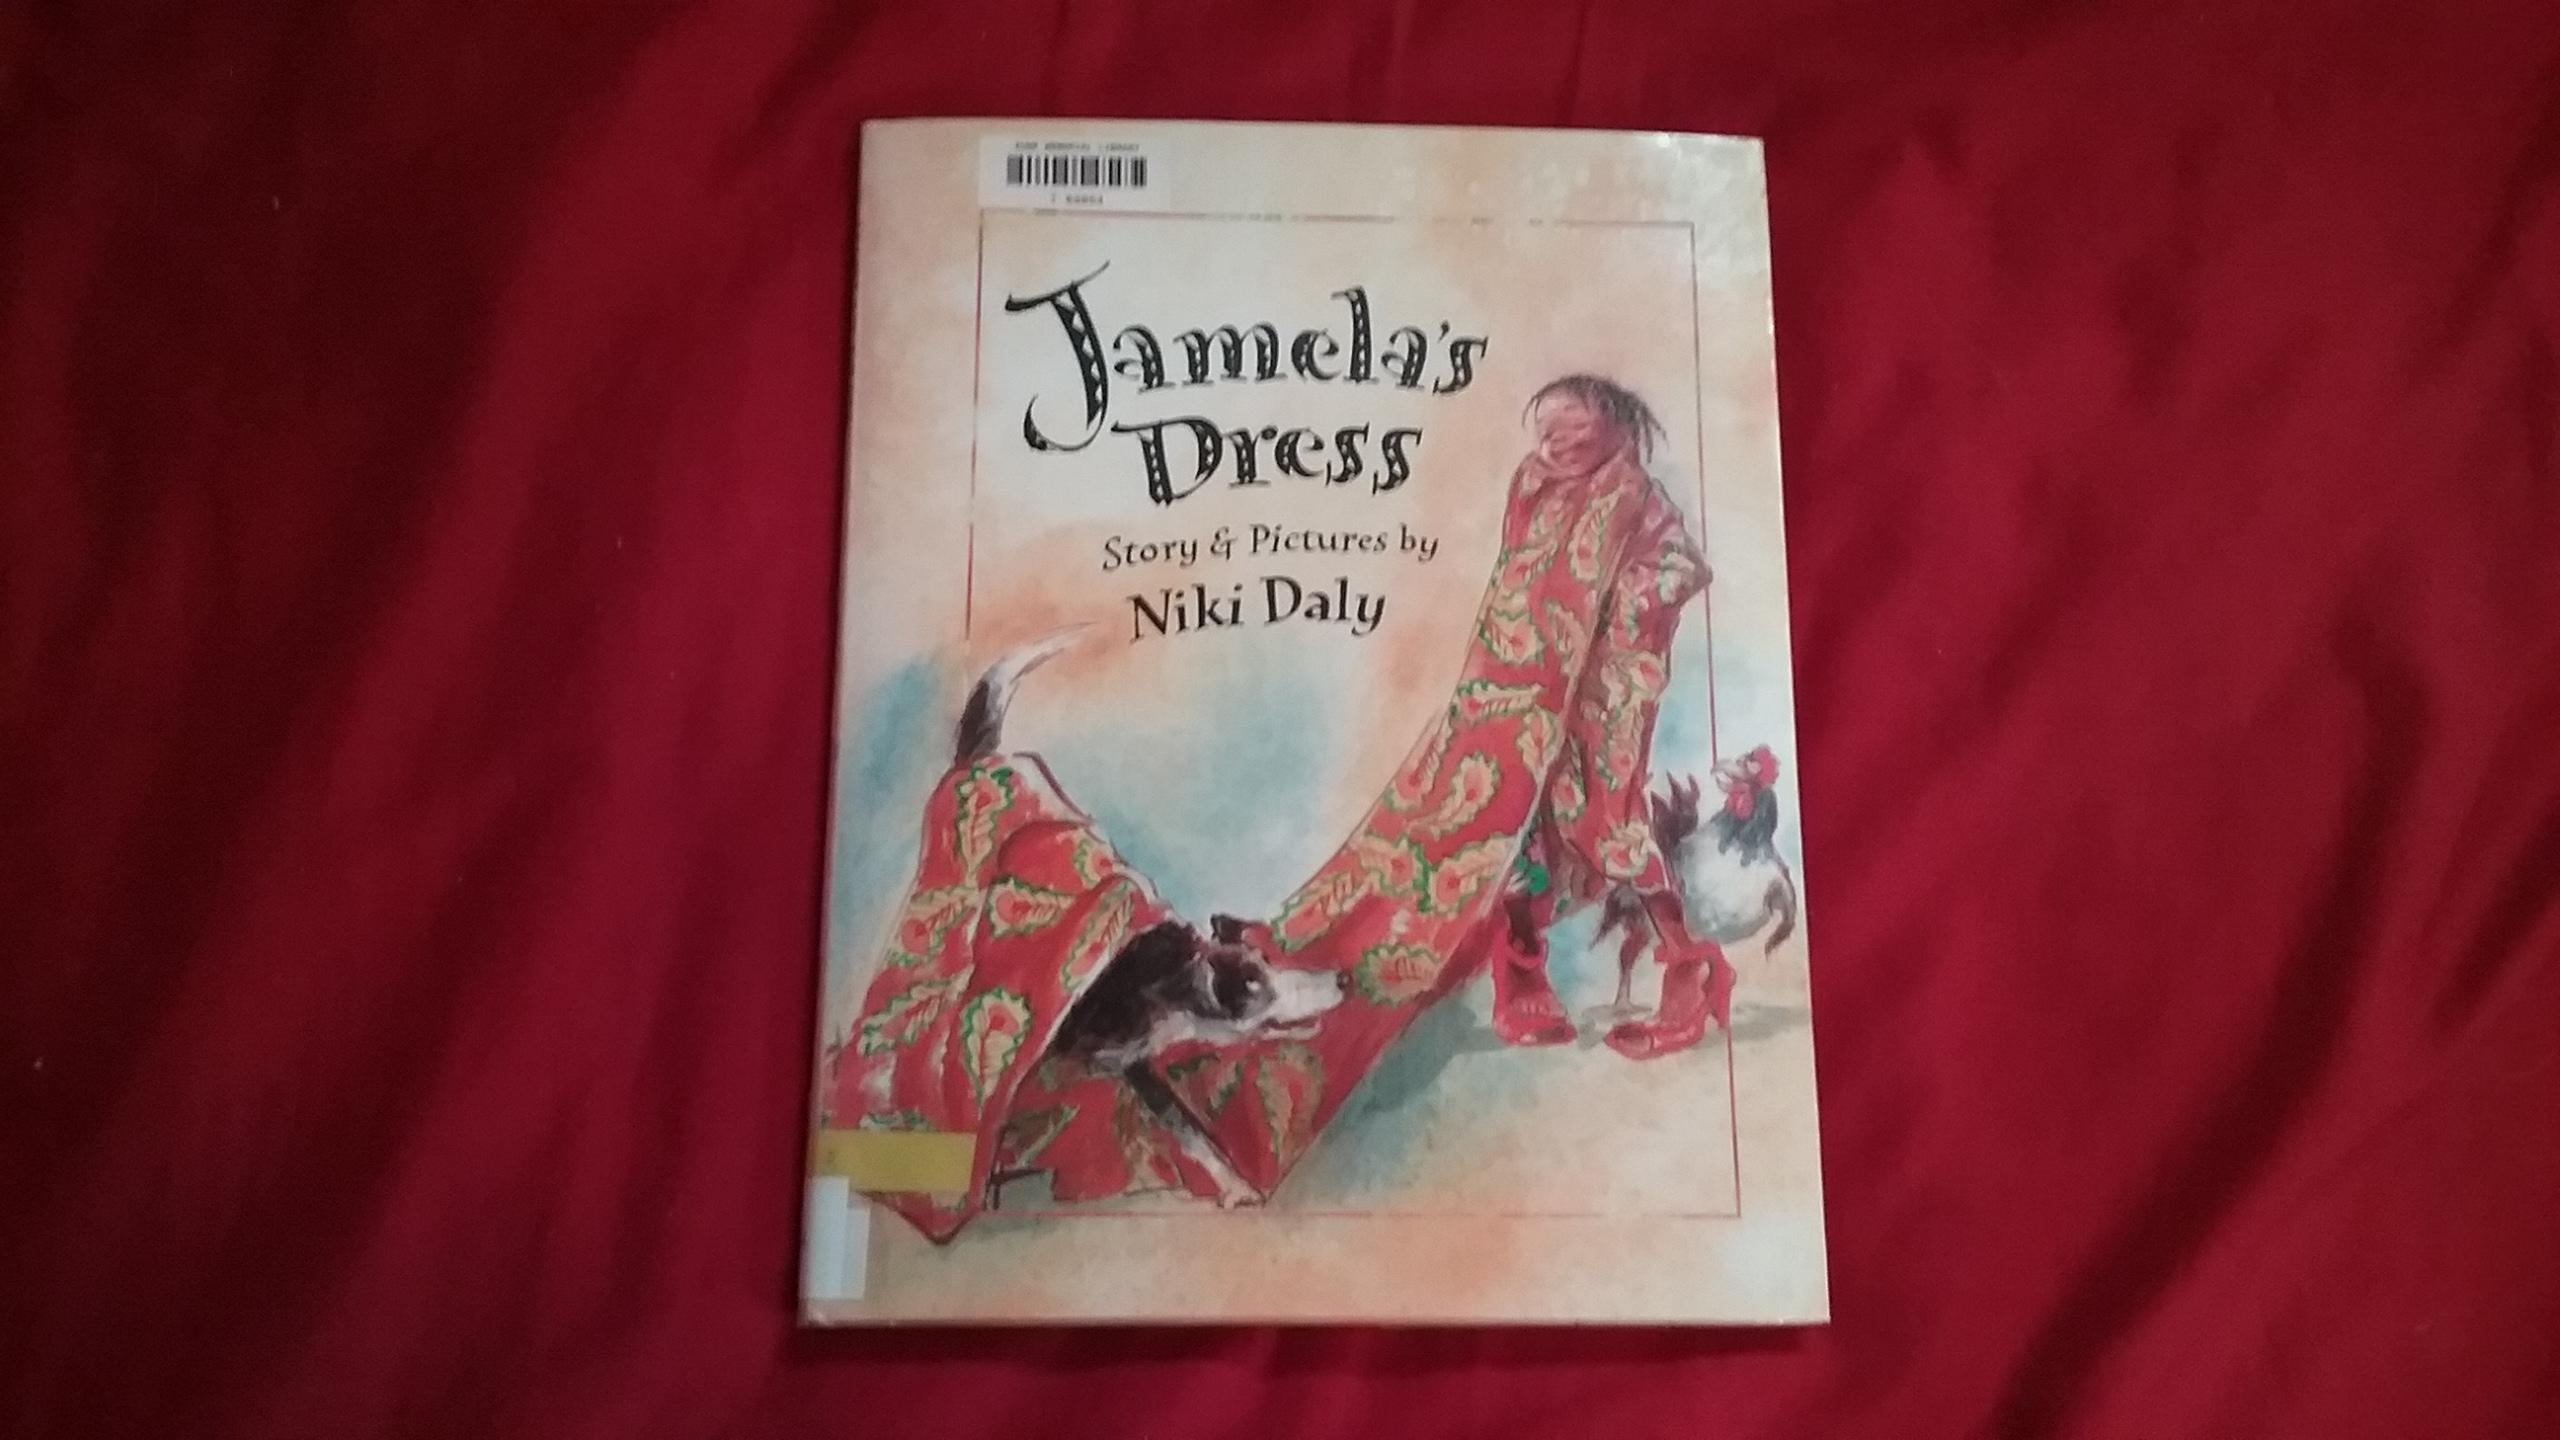 Jamela's
Dress
Story & Pictures by
Niki Daly